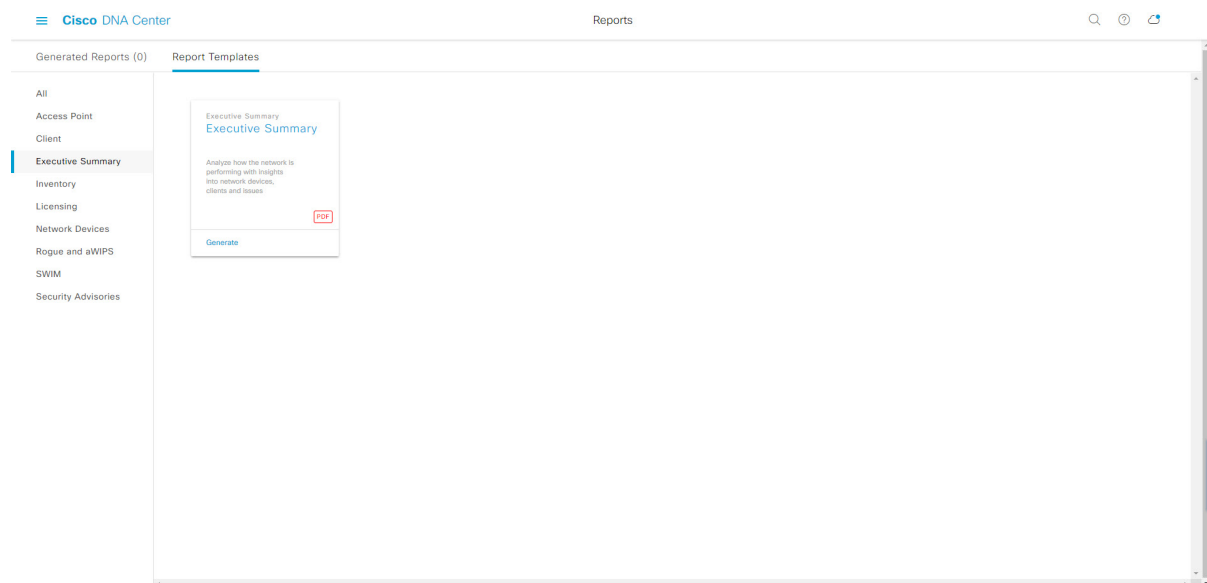 Cisco DNA Center
Reports
Generated Reports (0)
Report Templates
All
Access Point
Client
Executive Summary
Inventory
Licensing
Network Devices
Rogue and aWIPS
SWIM
Security Advisories
Executive Summary
Executive Summary
Analyze how the network is
performing with insights
into network devices,
clients and issues
PDF
Generate